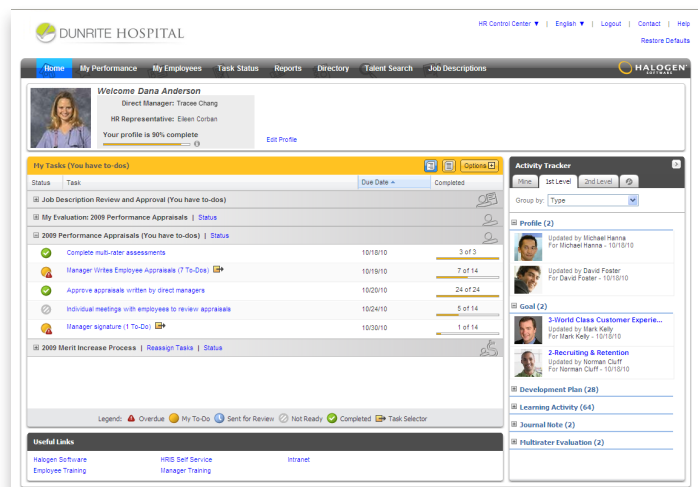 DUNRITE HOSPITAL
HR Control Center ▼ | English ▼ | Logout | Contact | Help
Restore Defaults
Home My Performance My Employees Task Status Reports Directory Talent Search Job Descriptions
HALOGEN
SOFTWARE
Welcome Dana Anderson
Direct Manager: Tracee Chang
HR Representative: Eileen Corban
Your profile is 90% complete
Edit Profile
My Tasks (You have to-dos) Options
Status Task Due Date Completed
Job Description Review and Approval (You have to-dos)
My Evaluation: 2009 Performance Appraisals | Status
2009 Performance Appraisals (You have to-dos) | Status
Complete multi-rater assessments 10/18/10 3 of 3
Manager Writes Employee Appraisals (7 To-Dos) 10/19/10 7 of 14
Approve appraisals written by direct managers 10/20/10 24 of 24
Individual meetings with employees to review appraisals 10/24/10 5 of 14
Manager signature (1 To-Do) 10/30/10 1 of 14
2009 Merit Increase Process | Reassign Tasks | Status
Legend: Overdue My To-Do Sent for Review Not Ready Completed Task Selector
Useful Links
Halogen Software HRIS Self Service Intranet
Employee Training Manager Training
Activity Tracker
Mine 1st Level 2nd Level
Group by: Type
Profile (2)
Updated by Michael Hanna
For Michael Hanna - 10/18/10
Updated by David Foster
For David Foster - 10/18/10
Goal (2)
3-World Class Customer Experie...
Updated by Mark Kelly
For Mark Kelly - 10/18/10
2-Recruiting & Retention
Updated by Norman Cluff
For Norman Cluff - 10/18/10
Development Plan (28)
Learning Activity (64)
Journal Note (2)
Multirater Evaluation (2)